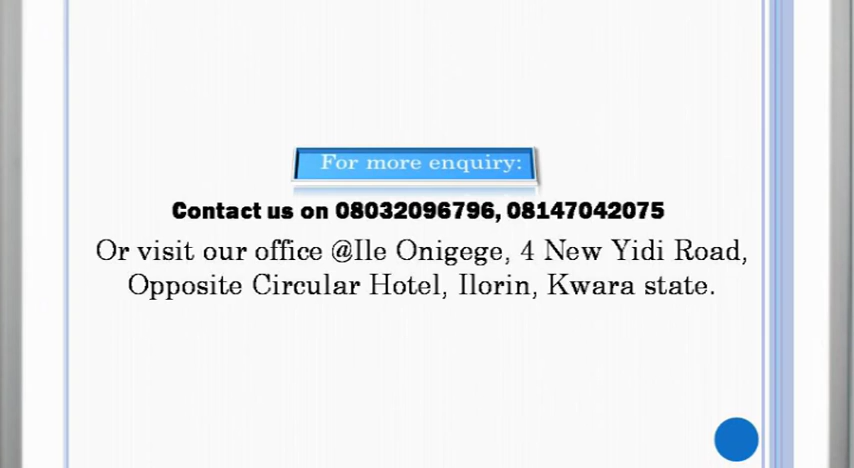 For more enquiry:
Contact us on 08032096796, 08147042075
Or visit our office @Ile Onigege, 4 New Yidi Road,
Opposite Circular Hotel, Ilorin, Kwara state.